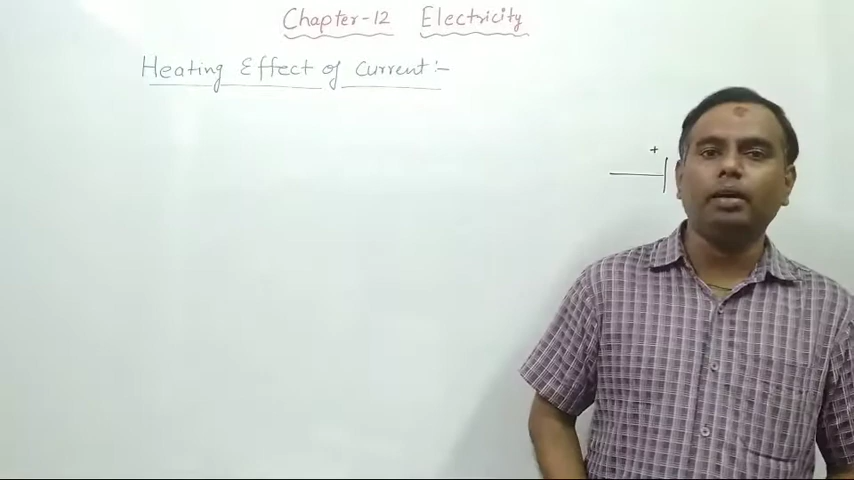 Chapter-12 Electricity
Heating Effect of Current:-
+